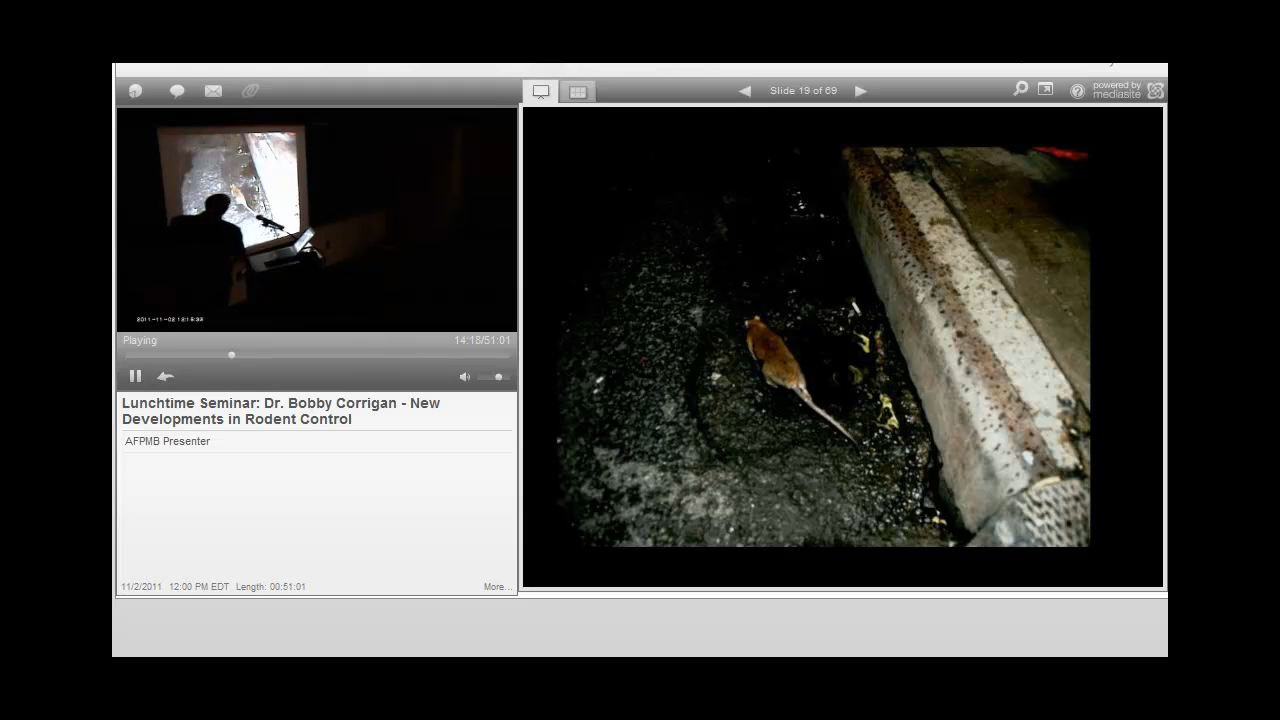 Slide 19 of 69
powered by
mediasite
2011-11-02 12:15:33
Playing
14:18/51:01
Lunchtime Seminar: Dr. Bobby Corrigan - New
Developments in Rodent Control
AFPMB Presenter
11/2/2011 12:00 PM EDT Length: 00:51:01
More...